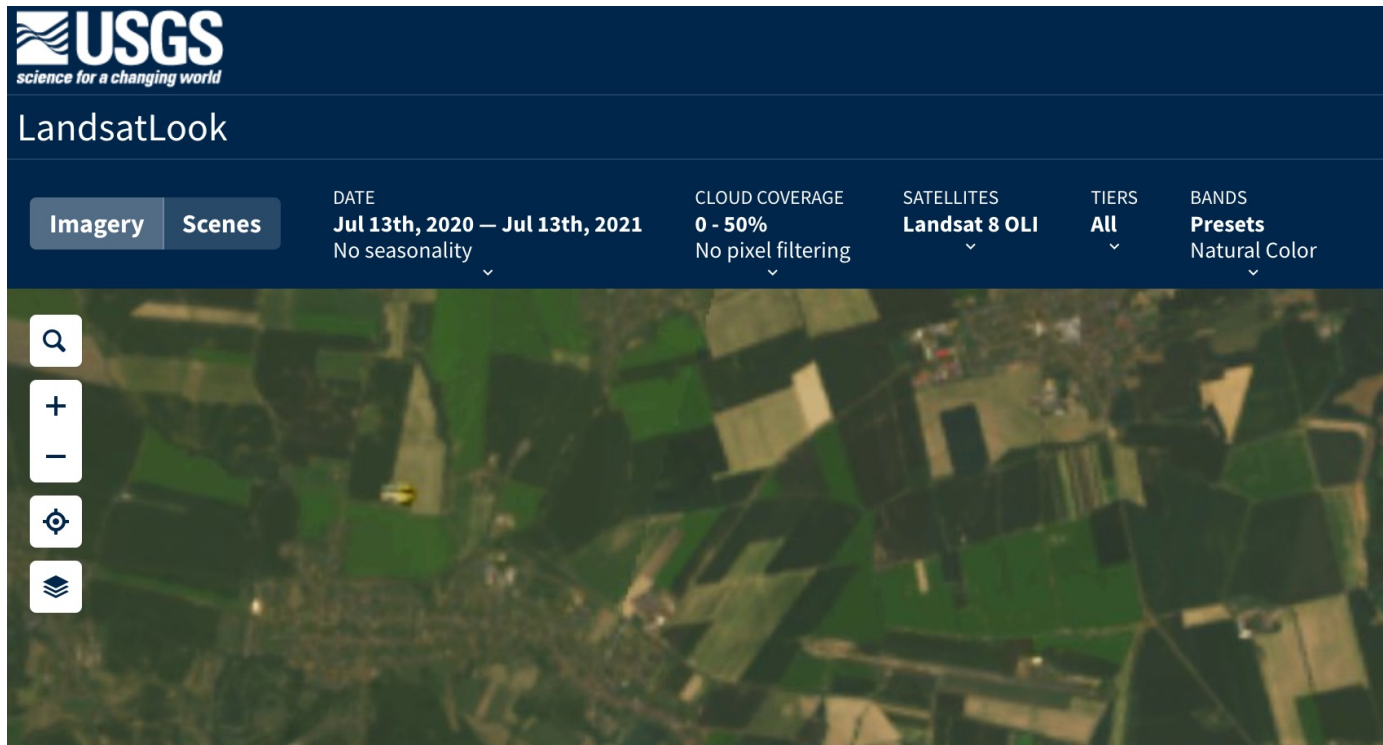 USGS
science for a changing world
LandsatLook
Imagery Scenes
DATE
Jul 13th, 2020 — Jul 13th, 2021
No seasonality
CLOUD COVERAGE
0 - 50%
No pixel filtering
SATELLITES
Landsat 8 OLI
TIERS
All
BANDS
Presets
Natural Color